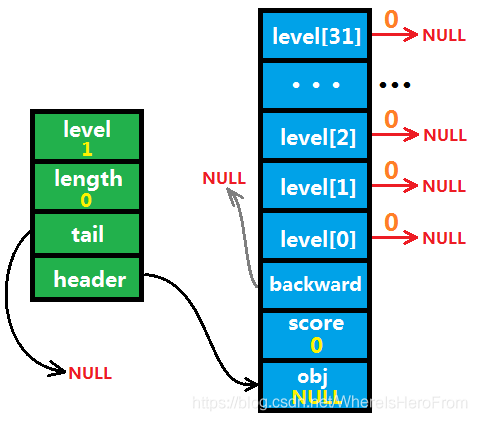 level
1
length
0
tail
header
NULL
NULL
level[31]
0
NULL
• • •
•••
level[2]
0
NULL
level[1]
0
NULL
level[0]
0
NULL
backward
score
0
obj
NULL
https://blog.csdn.net/WhereIsHeroFrom